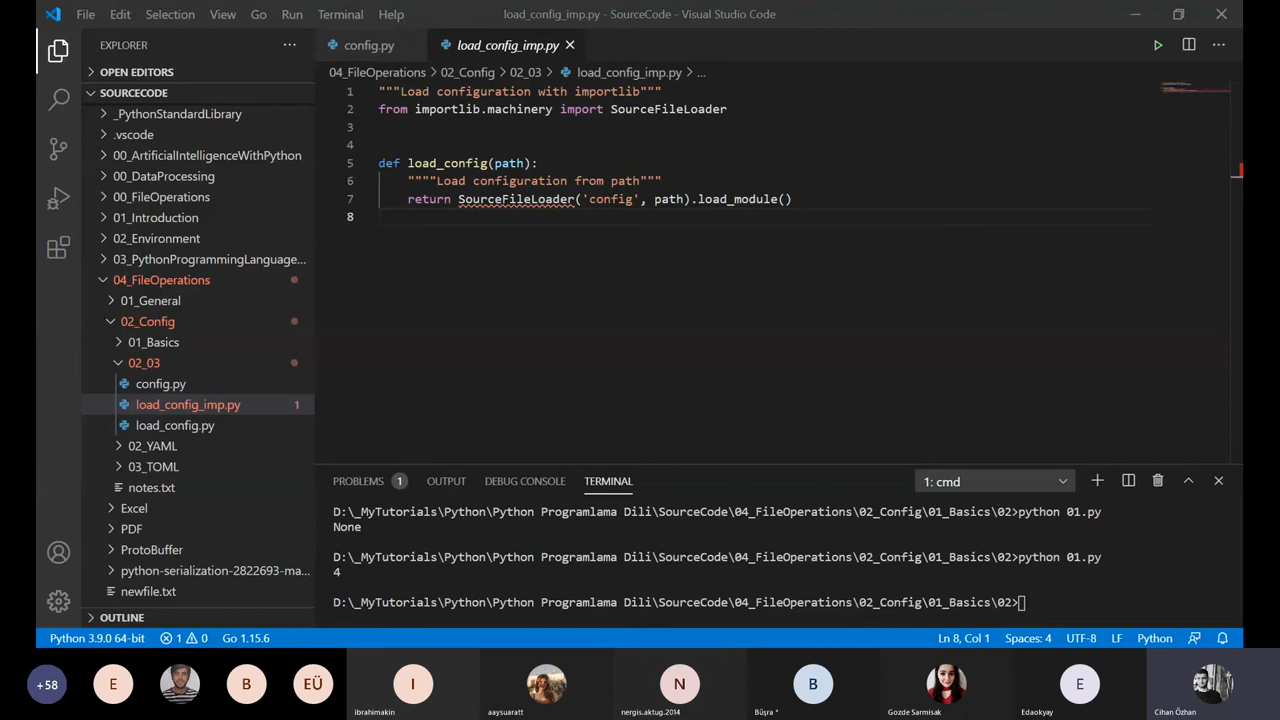 File Edit Selection View Go Run Terminal Help load_config_imp.py - SourceCode - Visual Studio Code
EXPLORER
config.py load_config_imp.py
OPEN EDITORS
04_FileOperations > 02_Config > 02_03 > load_config_imp.py > ...
SOURCECODE
_PythonStandardLibrary
.vscode
00_ArtificialIntelligenceWithPython
00_DataProcessing
00_FileOperations
01_Introduction
02_Environment
03_PythonProgrammingLanguage...
04_FileOperations
01_General
02_Config
01_Basics
02_03
config.py
load_config_imp.py 1
load_config.py
02_YAML
03_TOML
notes.txt
Excel
PDF
ProtoBuffer
python-serialization-2822693-ma...
newfile.txt
OUTLINE
1 """Load configuration with importlib"""
2 from importlib.machinery import SourceFileLoader
3
4
5 def load_config(path):
6 """"Load configuration from path"""
7 return SourceFileLoader('config', path).load_module()
8
PROBLEMS 1 OUTPUT DEBUG CONSOLE TERMINAL 1: cmd
D:\_MyTutorials\Python\Python Programlama Dili\SourceCode\04_FileOperations\02_Config\01_Basics\02>python 01.py
None
D:\_MyTutorials\Python\Python Programlama Dili\SourceCode\04_FileOperations\02_Config\01_Basics\02>python 01.py
4
D:\_MyTutorials\Python\Python Programlama Dili\SourceCode\04_FileOperations\02_Config\01_Basics\02>
Python 3.9.0 64-bit 1 0 Go 1.15.6 Ln 8, Col 1 Spaces: 4 UTF-8 LF Python
+58 E B EÜ I N B E
ibrahimakin aaysuaratt nergis.aktug.2014 Büşra * Gozde Sarmisak Edaokyay Cihan Özhan